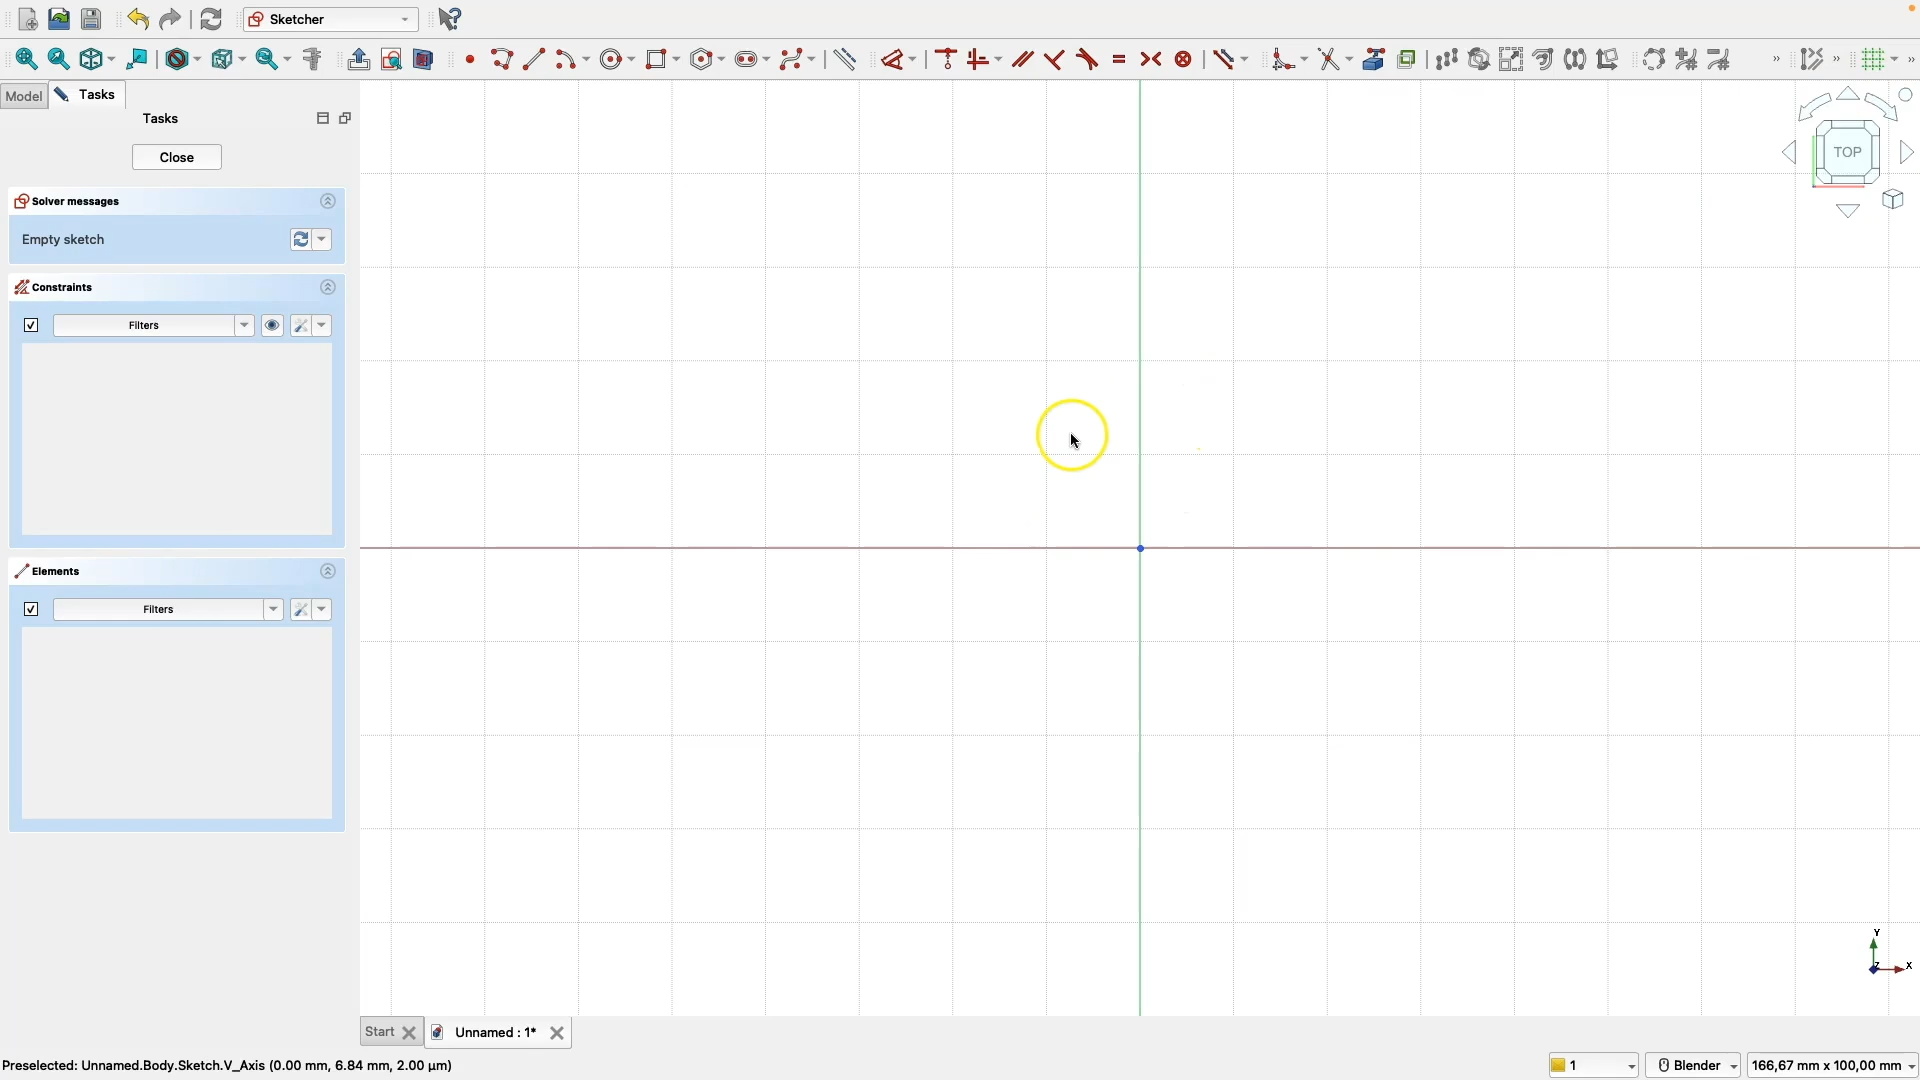 Sketcher
Model
Tasks
Tasks
Close
Solver messages
Empty sketch
Constraints
Filters
Elements
Filters
TOP
Y
Z
X
Start
Unnamed : 1*
Preselected: Unnamed.Body.Sketch.V_Axis (0.00 mm, 6.84 mm, 2.00 µm)
1
Blender
166,67 mm x 100,00 mm